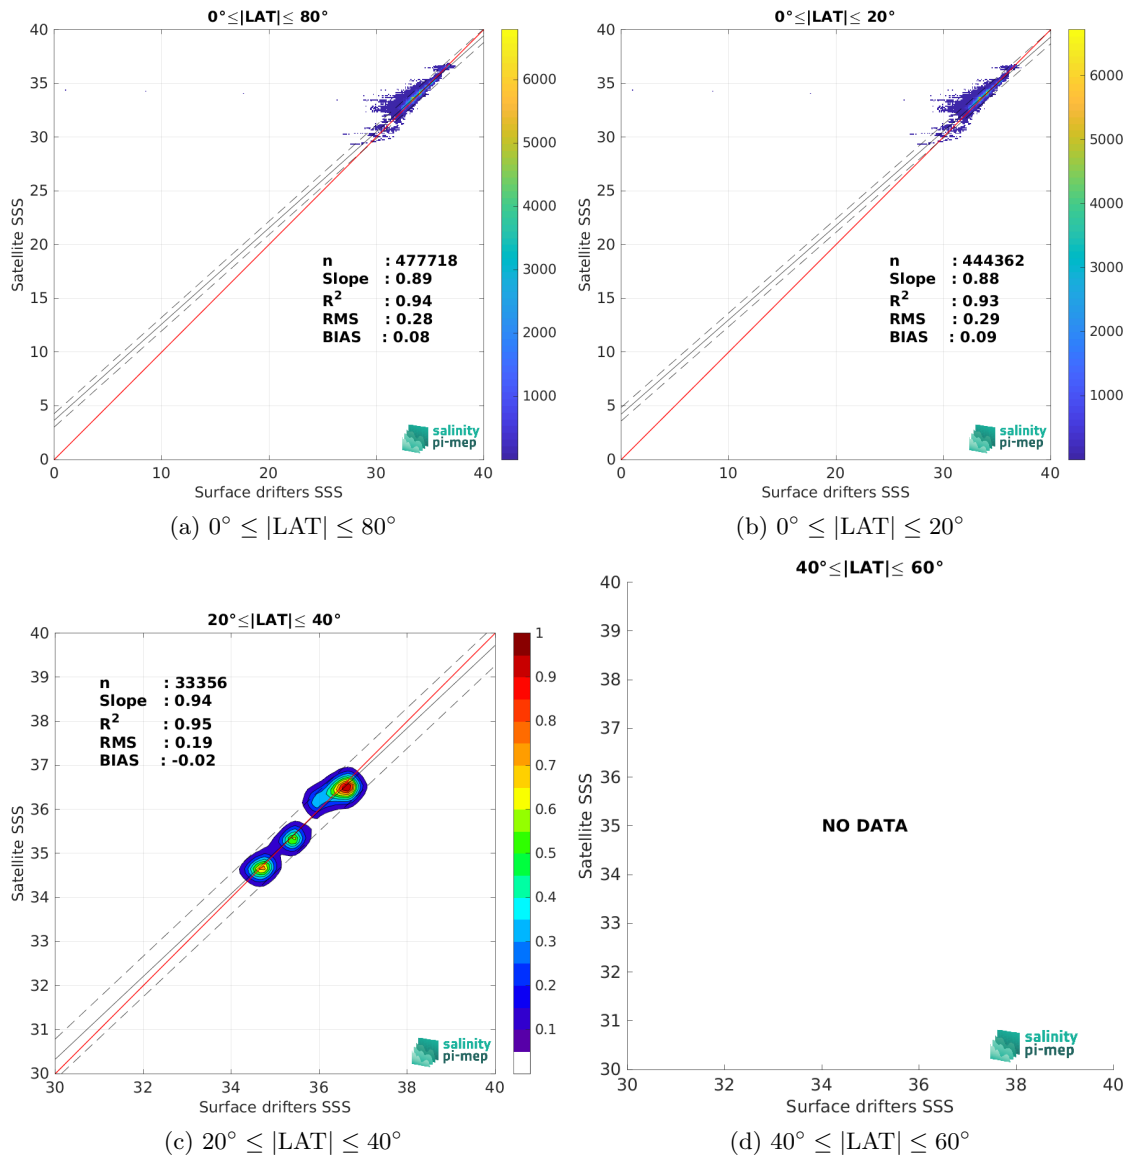 0°≤|LAT|≤ 80°
Satellite SSS
40
35
30
25
20
15
10
5
0
0 10 20 30 40
Surface drifters SSS
n : 477718
Slope : 0.89
R² : 0.94
RMS : 0.28
BIAS : 0.08
6000
5000
4000
3000
2000
1000
salinity
pi-mep
(a) 0° ≤ |LAT| ≤ 80°
0°≤|LAT|≤ 20°
Satellite SSS
40
35
30
25
20
15
10
5
0
0 10 20 30 40
Surface drifters SSS
n : 444362
Slope : 0.88
R² : 0.93
RMS : 0.29
BIAS : 0.09
6000
5000
4000
3000
2000
1000
salinity
pi-mep
(b) 0° ≤ |LAT| ≤ 20°
20°≤|LAT|≤ 40°
Satellite SSS
40
39
38
37
36
35
34
33
32
31
30
30 32 34 36 38 40
Surface drifters SSS
n : 33356
Slope : 0.94
R² : 0.95
RMS : 0.19
BIAS : -0.02
1
0.9
0.8
0.7
0.6
0.5
0.4
0.3
0.2
0.1
salinity
pi-mep
(c) 20° ≤ |LAT| ≤ 40°
40°≤|LAT|≤ 60°
Satellite SSS
40
39
38
37
36
35
34
33
32
31
30
30 32 34 36 38 40
Surface drifters SSS
NO DATA
salinity
pi-mep
(d) 40° ≤ |LAT| ≤ 60°